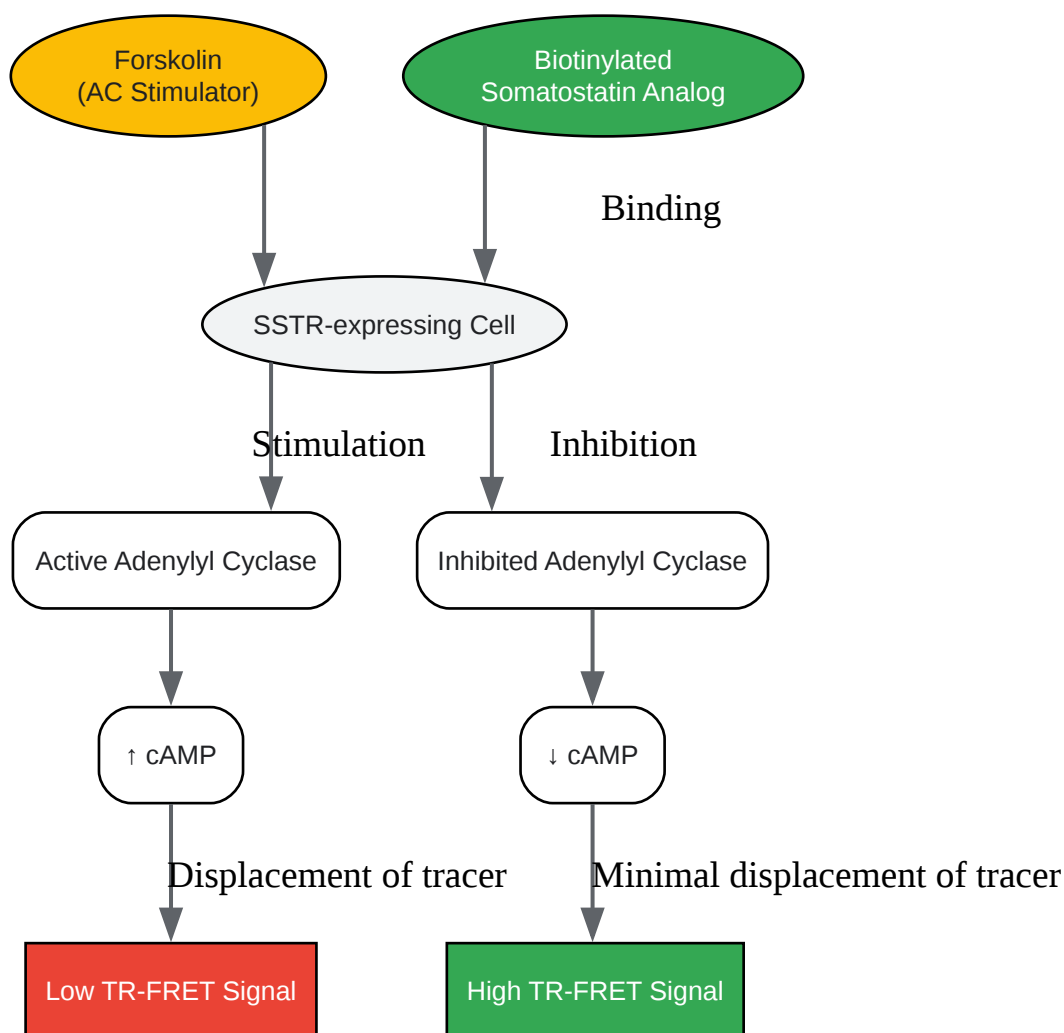 Forskolin
(AC Stimulator)
Biotinylated
Somatostatin Analog
Binding
SSTR-expressing Cell
Stimulation
Inhibition
Active Adenylyl Cyclase
Inhibited Adenylyl Cyclase
↑ cAMP
↓ cAMP
Displacement of tracer
Minimal displacement of tracer
Low TR-FRET Signal
High TR-FRET Signal